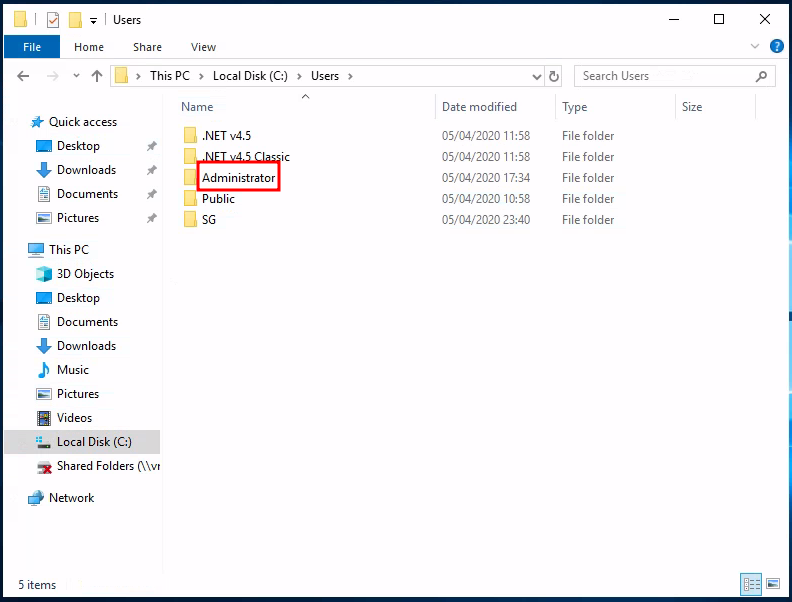 Users
File Home Share View
This PC Local Disk (C:) Users
Search Users
Name Date modified Type Size
Quick access
Desktop
Downloads
Documents
Pictures
This PC
3D Objects
Desktop
Documents
Downloads
Music
Pictures
Videos
Local Disk (C:)
Shared Folders (\\vr
Network
.NET v4.5 05/04/2020 11:58 File folder
.NET v4.5 Classic 05/04/2020 11:58 File folder
Administrator 05/04/2020 17:34 File folder
Public 05/04/2020 10:58 File folder
SG 05/04/2020 23:40 File folder
5 items